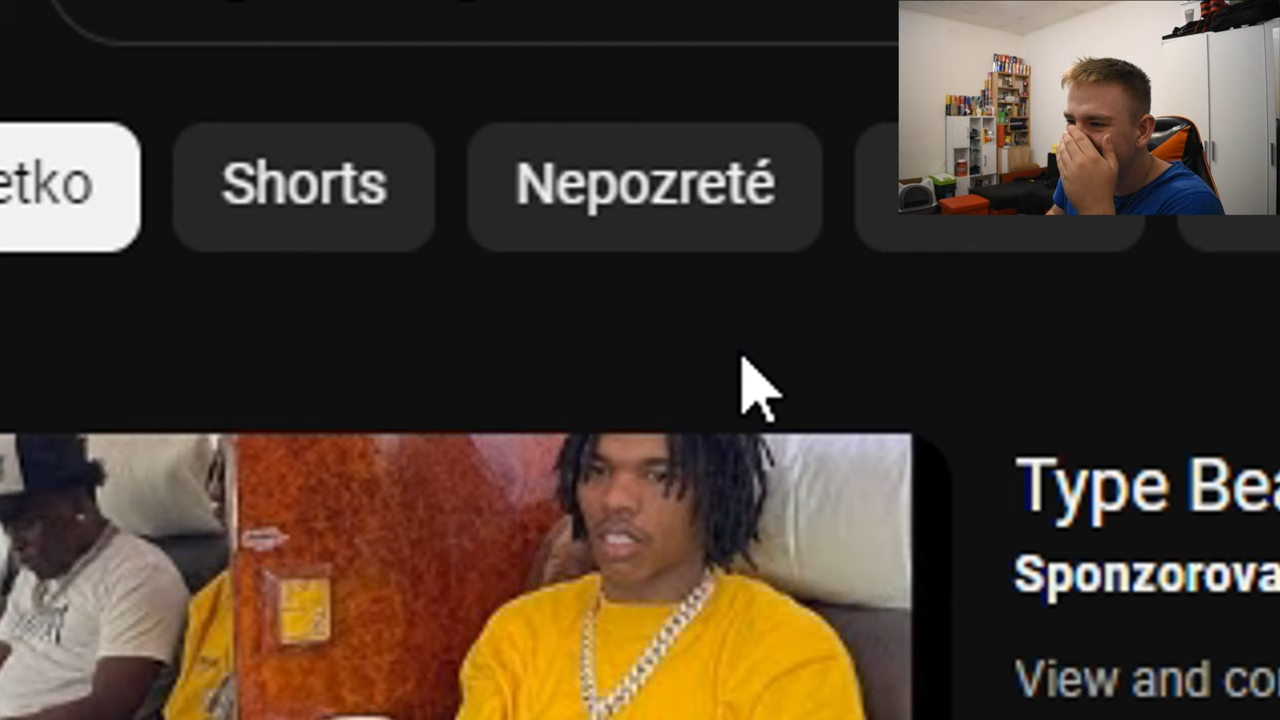 etko
Shorts
Nepozreté
Type Bea
Sponzorova
View and co